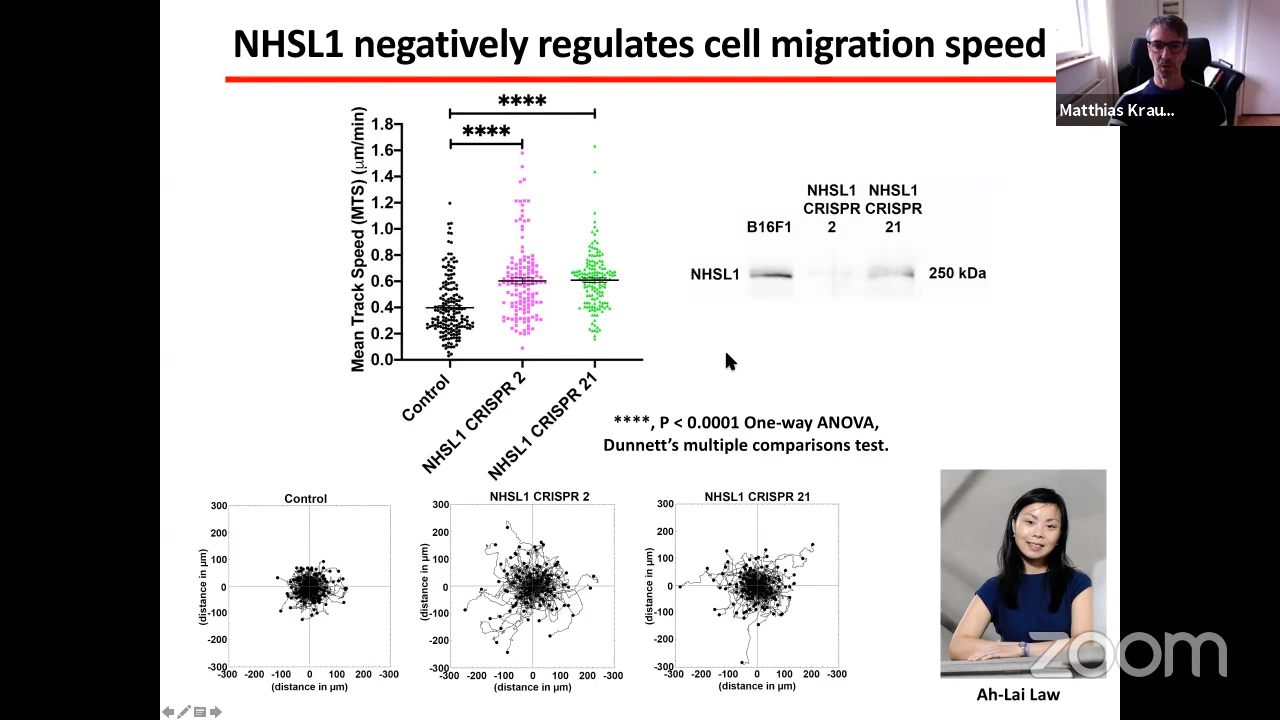 NHSL1 negatively regulates cell migration speed
Matthias Krau...
****
****
Mean Track Speed (MTS) (μm/min)
1.8
1.6
1.4
1.2
1.0
0.8
0.6
0.4
0.2
0.0
Control
NHSL1 CRISPR 2
NHSL1 CRISPR 21
NHSL1 NHSL1
CRISPR CRISPR
B16F1 2 21
NHSL1 250 kDa
****, P < 0.0001 One-way ANOVA,
Dunnett’s multiple comparisons test.
Control
300
200
100
0
-100
-200
-300
(distance in μm)
-300 -200 -100 0 100 200 300
(distance in μm)
NHSL1 CRISPR 2
300
200
100
0
-100
-200
-300
(distance in μm)
-300 -200 -100 0 100 200 300
(distance in μm)
NHSL1 CRISPR 21
300
200
100
0
-100
-200
-300
(distance in μm)
-300 -200 -100 0 100 200 300
(distance in μm)
zoom
Ah-Lai Law